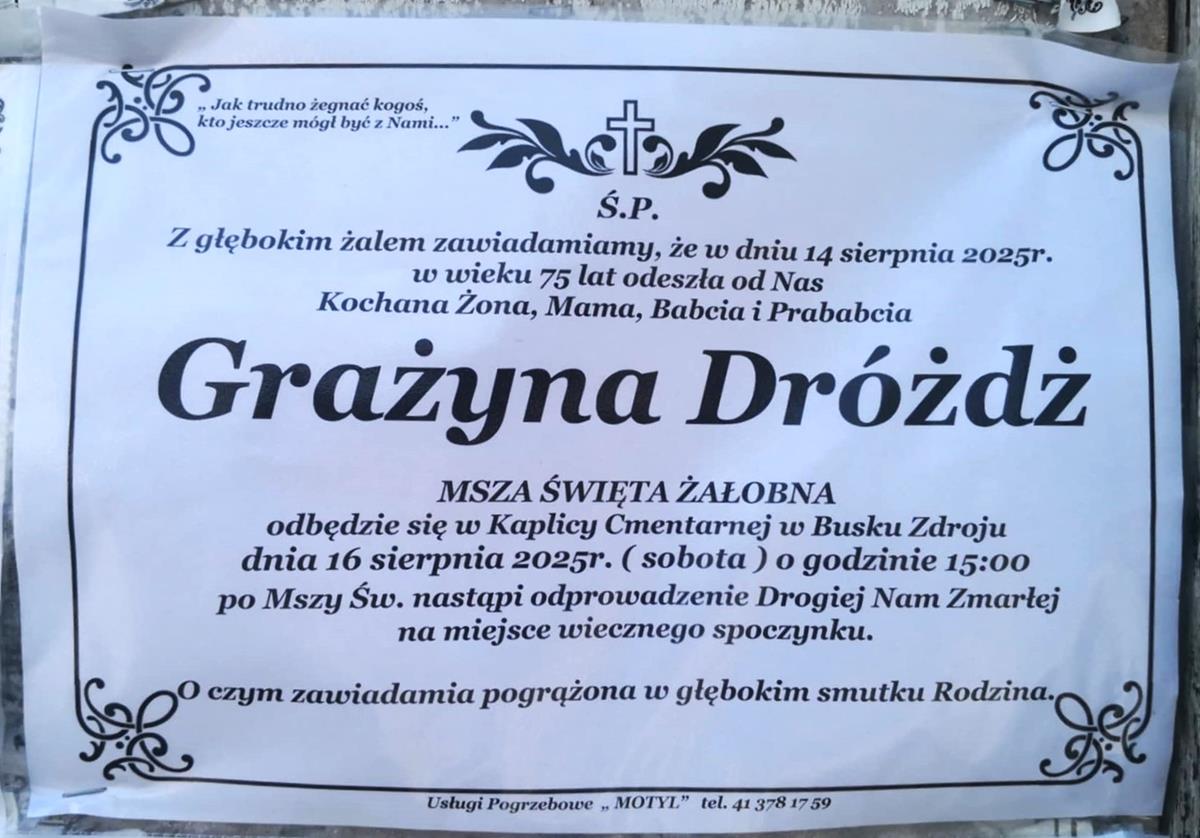 „ Jak trudno żegnać kogoś,
kto jeszcze mógł być z Nami...”
Ś.P.
Z głębokim żalem zawiadamiamy, że w dniu 14 sierpnia 2025r.
w wieku 75 lat odeszła od Nas
Kochana Żona, Mama, Babcia i Prababcia
Grażyna Dróżdż
MSZA ŚWIĘTA ŻAŁOBNA
odbędzie się w Kaplicy Cmentarnej w Busku Zdroju
dnia 16 sierpnia 2025r. ( sobota ) o godzinie 15:00
po Mszy Św. nastąpi odprowadzenie Drogiej Nam Zmarłej
na miejsce wiecznego spoczynku.
O czym zawiadamia pogrążona w głębokim smutku Rodzina.
Usługi Pogrzebowe „ MOTYL” tel. 41 378 17 59